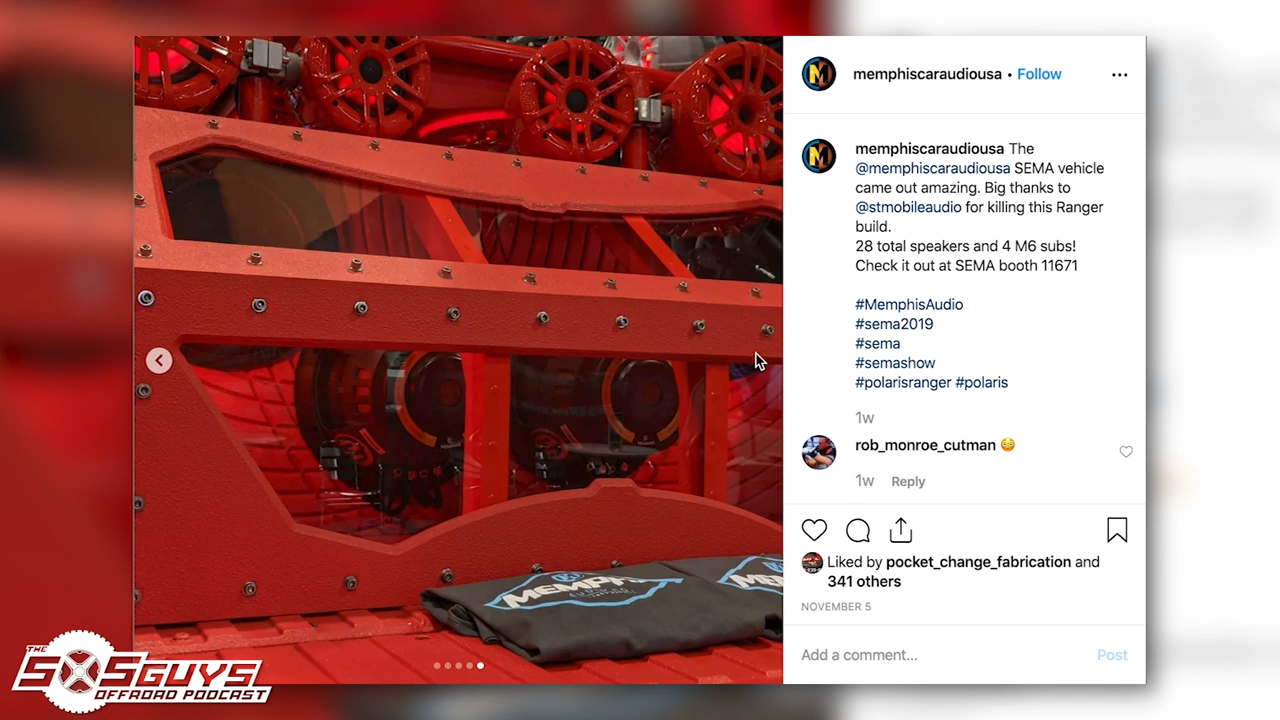 memphiscaraudiousa • Follow
memphiscaraudiousa The
@memphiscaraudiousa SEMA vehicle
came out amazing. Big thanks to
@stmobileaudio for killing this Ranger
build.
28 total speakers and 4 M6 subs!
Check it out at SEMA booth 11671
#MemphisAudio
#sema2019
#sema
#semashow
#polarisranger #polaris
1w
rob_monroe_cutman 😳
1w Reply
Liked by pocket_change_fabrication and
341 others
NOVEMBER 5
Add a comment... Post
THE
SXSGUYS
OFFROAD PODCAST